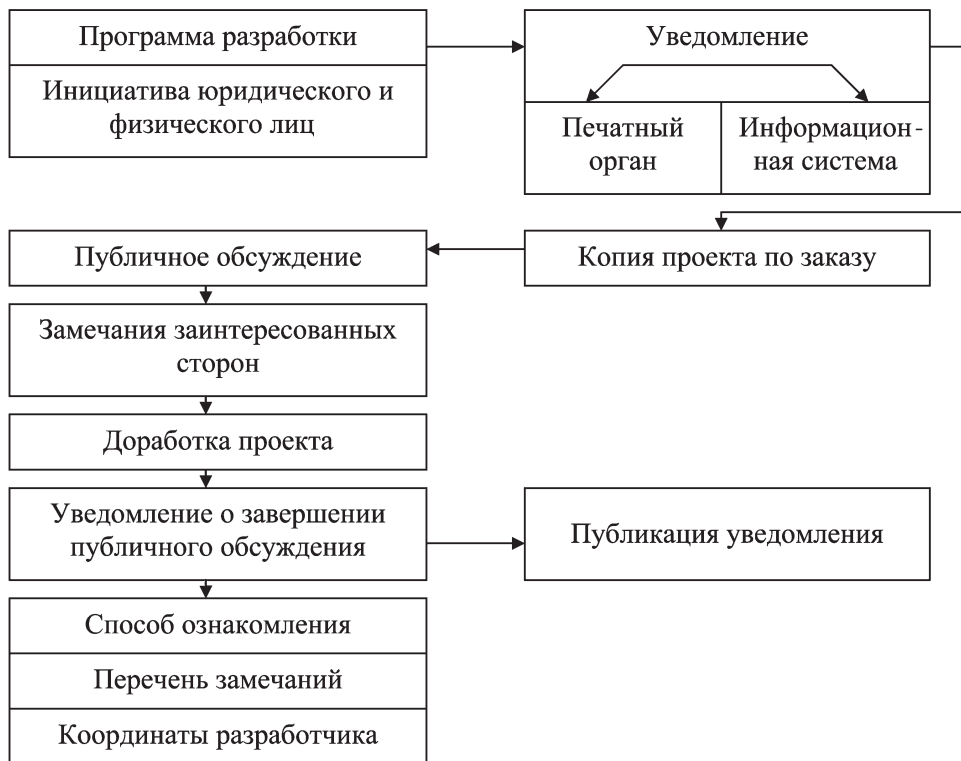 Программа разработки
Инициатива юридического и
физического лиц
Уведомление
Печатный
орган
Информацион-
ная система
Копия проекта по заказу
Публичное обсуждение
Замечания заинтересованных
сторон
Доработка проекта
Уведомление о завершении
публичного обсуждения
Публикация уведомления
Способ ознакомления
Перечень замечаний
Координаты разработчика